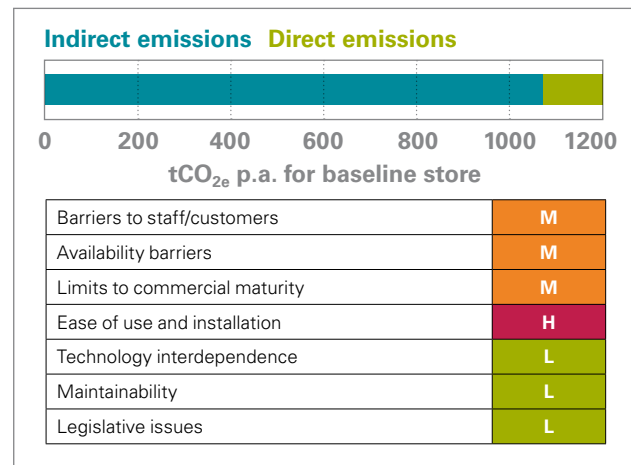 Indirect emissions Direct emissions
0 200 400 600 800 1000 1200
tCO2e p.a. for baseline store
Barriers to staff/customers M
Availability barriers M
Limits to commercial maturity M
Ease of use and installation H
Technology interdependence L
Maintainability L
Legislative issues L